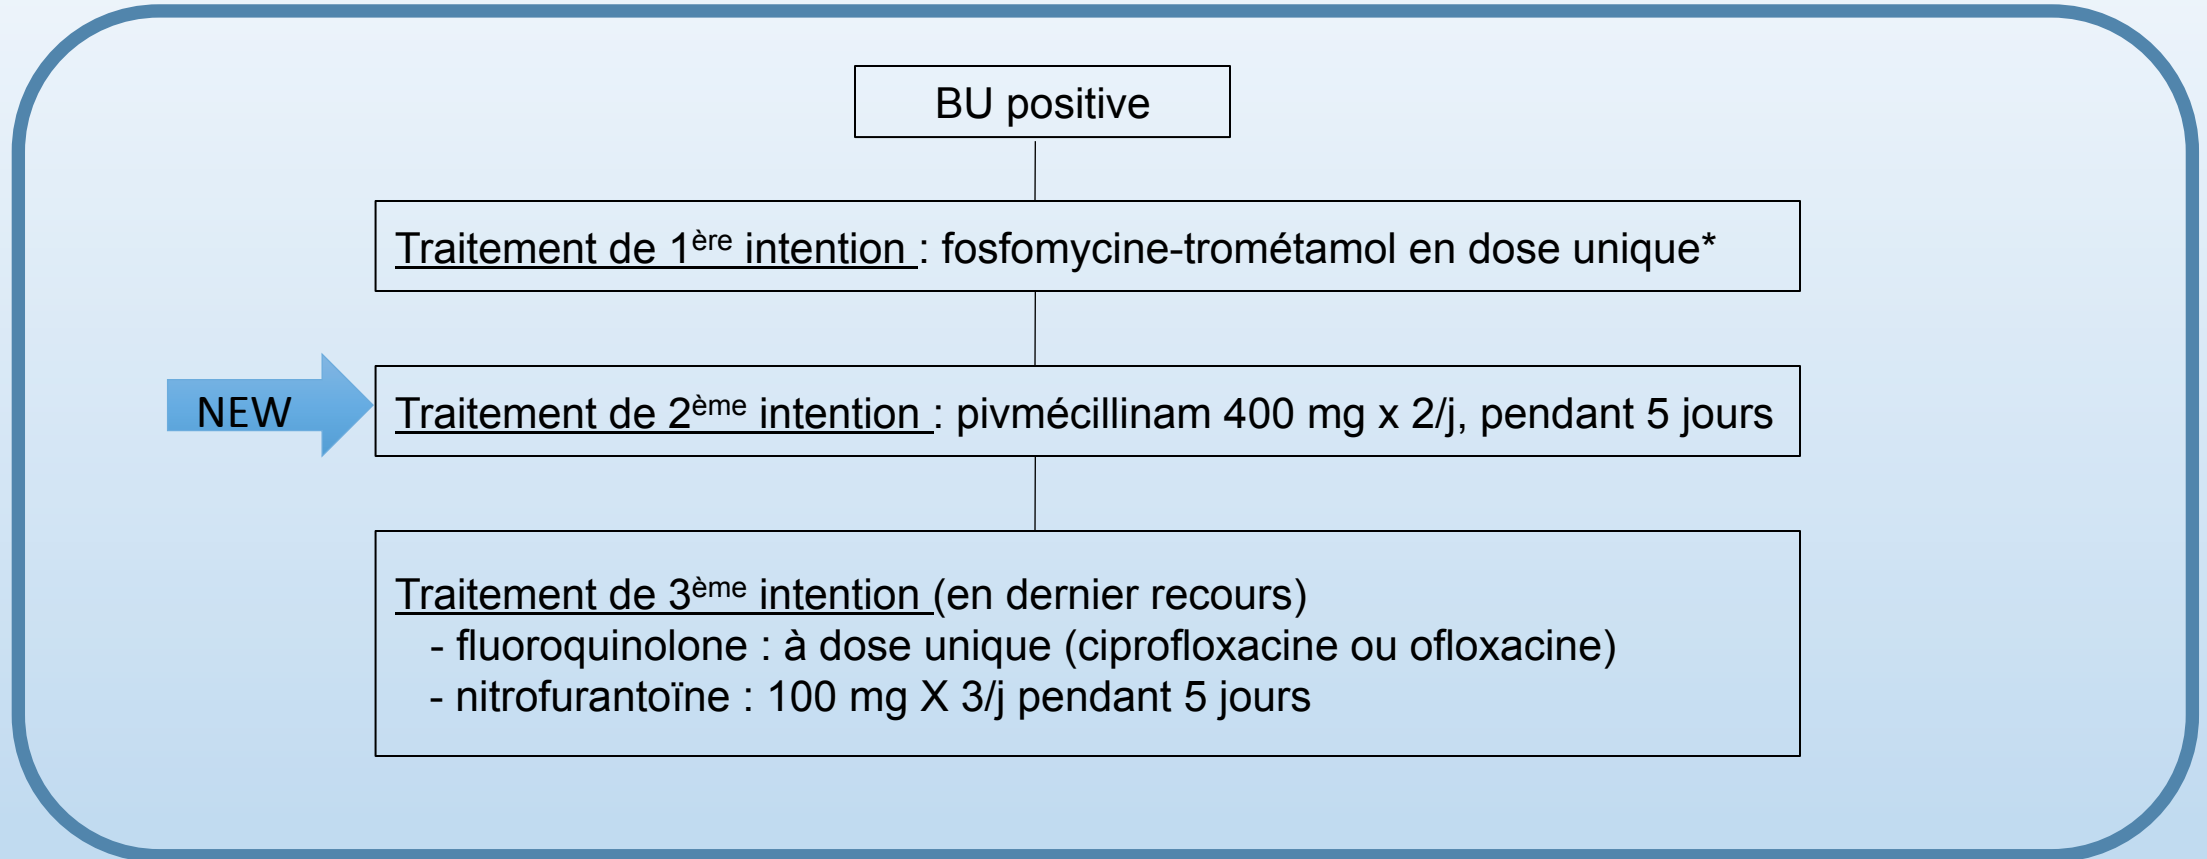 BU positive
Traitement de 1ère intention : fosfomycine-trométamol en dose unique*
NEW
Traitement de 2ème intention : pivmécillinam 400 mg x 2/j, pendant 5 jours
Traitement de 3ème intention (en dernier recours)
- fluoroquinolone : à dose unique (ciprofloxacine ou ofloxacine)
- nitrofurantoïne : 100 mg X 3/j pendant 5 jours